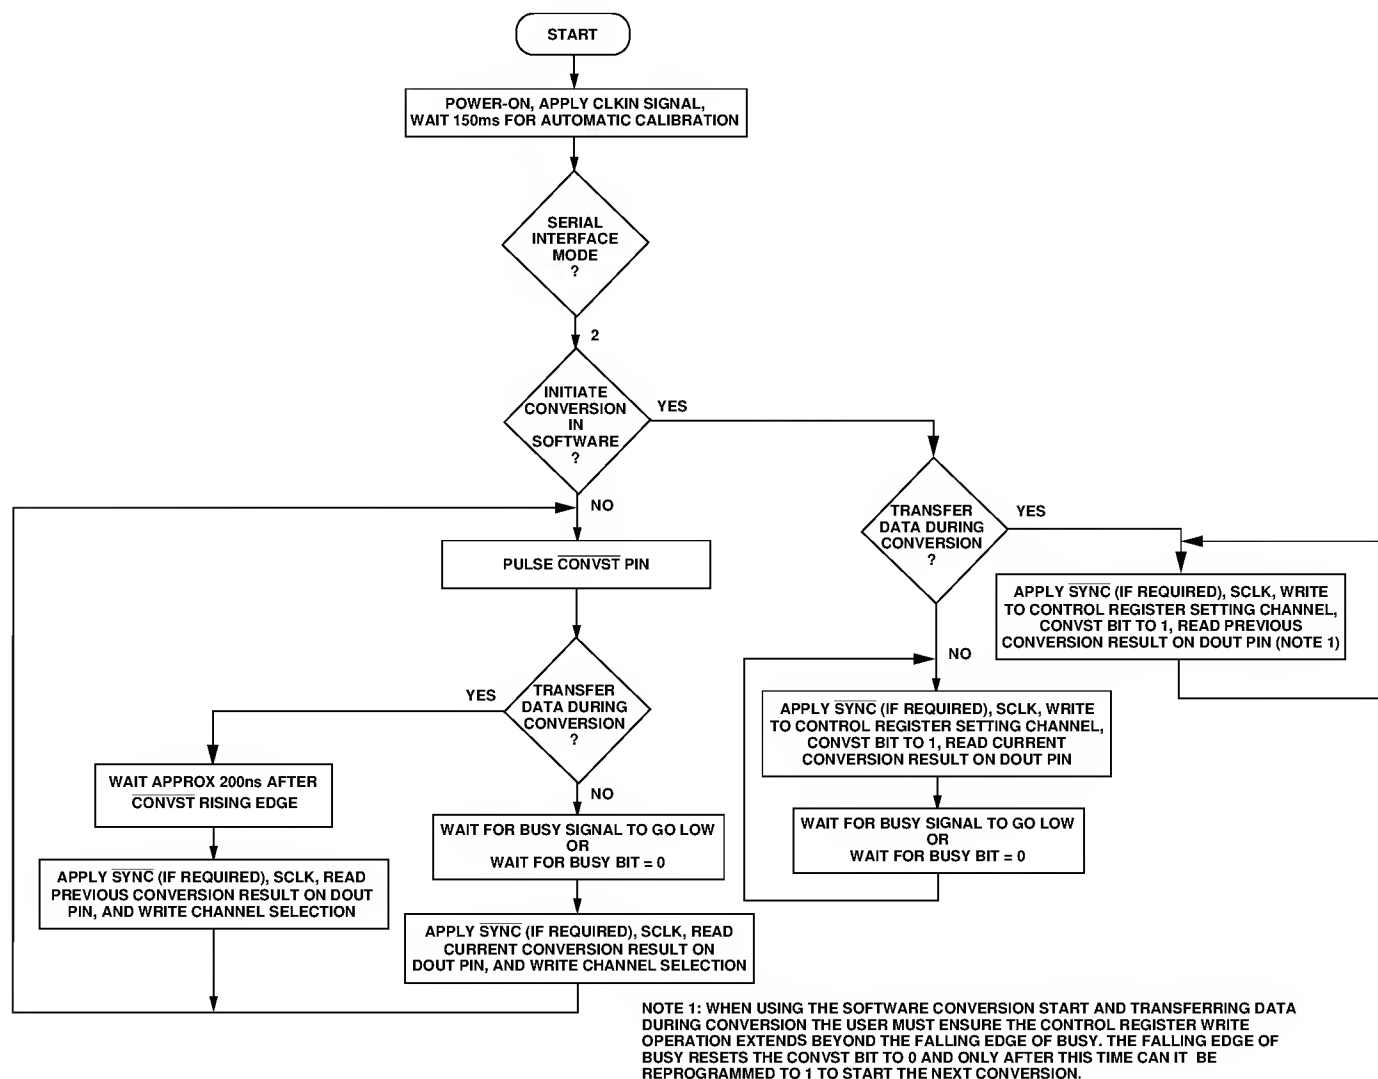 START
POWER-ON, APPLY CLKIN SIGNAL,
WAIT 150ms FOR AUTOMATIC CALIBRATION
SERIAL
INTERFACE
MODE
?
2
INITIATE
CONVERSION
IN
SOFTWARE
?
YES
NO
TRANSFER
DATA DURING
CONVERSION
?
YES
PULSE CONVST PIN
APPLY SYNC (IF REQUIRED), SCLK, WRITE
TO CONTROL REGISTER SETTING CHANNEL,
CONVST BIT TO 1, READ PREVIOUS
CONVERSION RESULT ON DOUT PIN (NOTE 1)
NO
YES
TRANSFER
DATA DURING
CONVERSION
?
APPLY SYNC (IF REQUIRED), SCLK, WRITE
TO CONTROL REGISTER SETTING CHANNEL,
CONVST BIT TO 1, READ CURRENT
CONVERSION RESULT ON DOUT PIN
WAIT APPROX 200ns AFTER
CONVST RISING EDGE
NO
WAIT FOR BUSY SIGNAL TO GO LOW
OR
WAIT FOR BUSY BIT = 0
WAIT FOR BUSY SIGNAL TO GO LOW
OR
WAIT FOR BUSY BIT = 0
APPLY SYNC (IF REQUIRED), SCLK, READ
PREVIOUS CONVERSION RESULT ON DOUT
PIN, AND WRITE CHANNEL SELECTION
APPLY SYNC (IF REQUIRED), SCLK, READ
CURRENT CONVERSION RESULT ON
DOUT PIN, AND WRITE CHANNEL SELECTION
NOTE 1: WHEN USING THE SOFTWARE CONVERSION START AND TRANSFERRING DATA
DURING CONVERSION THE USER MUST ENSURE THE CONTROL REGISTER WRITE
OPERATION EXTENDS BEYOND THE FALLING EDGE OF BUSY. THE FALLING EDGE OF
BUSY RESETS THE CONVST BIT TO 0 AND ONLY AFTER THIS TIME CAN IT BE
REPROGRAMMED TO 1 TO START THE NEXT CONVERSION.